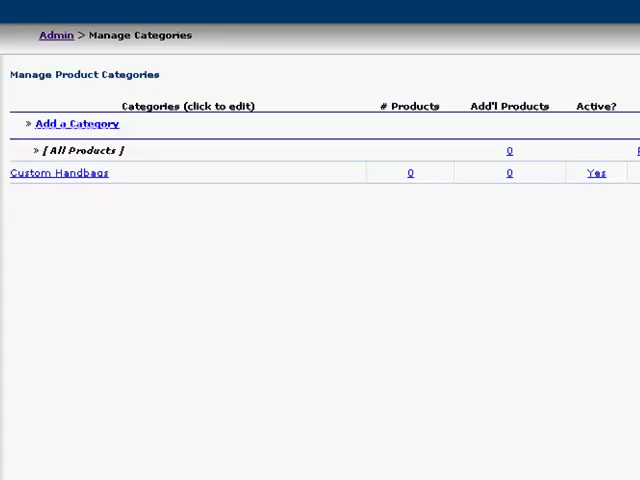 Admin > Manage Categories
Manage Product Categories
Categories (click to edit) # Products Add'l Products Active?
» Add a Category
» [ All Products ] 0
Custom Handbags 0 0 Yes